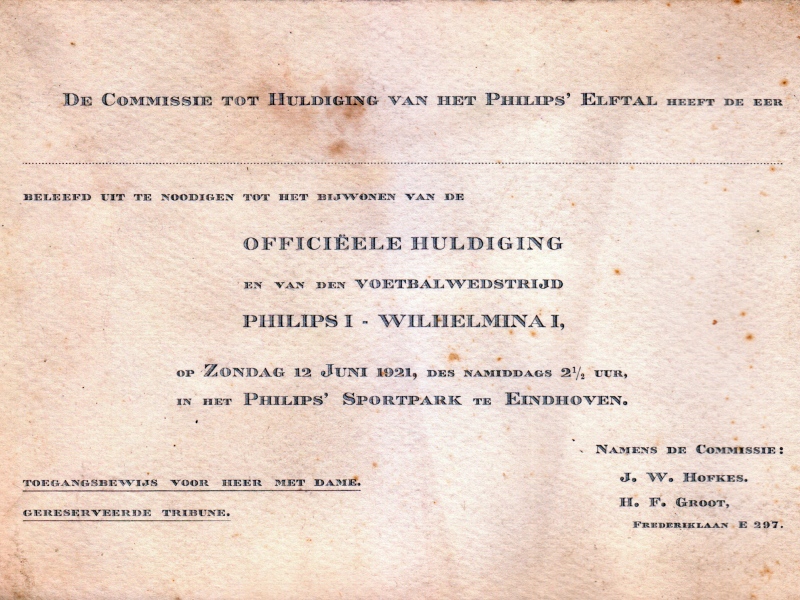 De Commissie tot Huldiging van het Philips' Elftal heeft de eer
beleefd uit te noodigen tot het bijwonen van de
OFFICIËELE HULDIGING
en van den VOETBALWEDSTRIJD
PHILIPS I - WILHELMINA I,
op Zondag 12 Juni 1921, des namiddags 2½ uur,
in het Philips' Sportpark te Eindhoven.
Namens de Commissie:
J. W. Hofkes.
H. F. Groot,
Frederiklaan E 297.
toegangsbewijs voor heer met dame.
gereserveerde tribune.